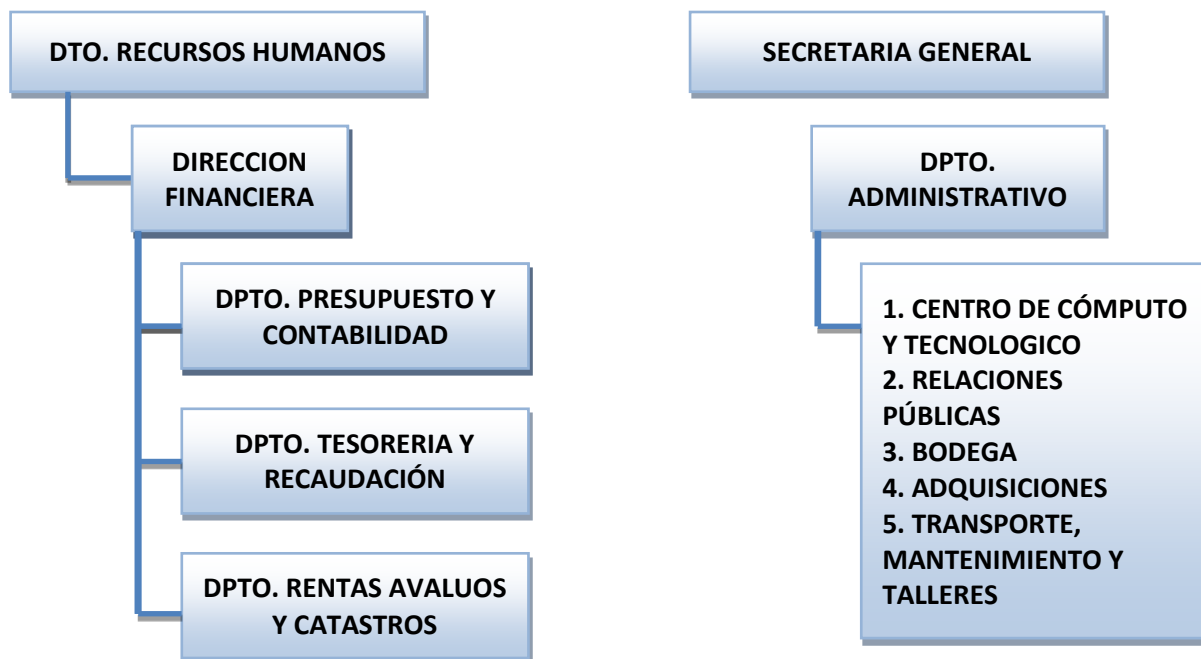 DTO. RECURSOS HUMANOS
DIRECCION
FINANCIERA
DPTO. PRESUPUESTO Y
CONTABILIDAD
DPTO. TESORERIA Y
RECAUDACIÓN
DPTO. RENTAS AVALUOS
Y CATASTROS
SECRETARIA GENERAL
DPTO.
ADMINISTRATIVO
1. CENTRO DE CÓMPUTO
Y TECNOLOGICO
2. RELACIONES
PÚBLICAS
3. BODEGA
4. ADQUISICIONES
5. TRANSPORTE,
MANTENIMIENTO Y
TALLERES